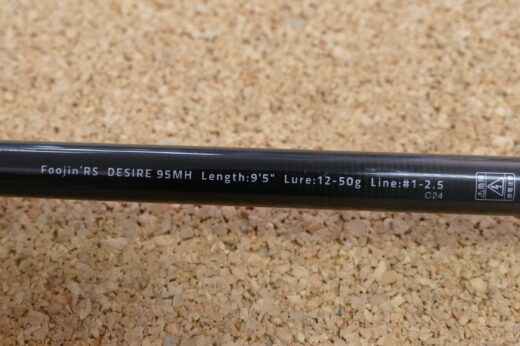 Foojin'RS DESIRE 95MH Length:9'5" Lure:12-50g Line:#1-2.5
C24